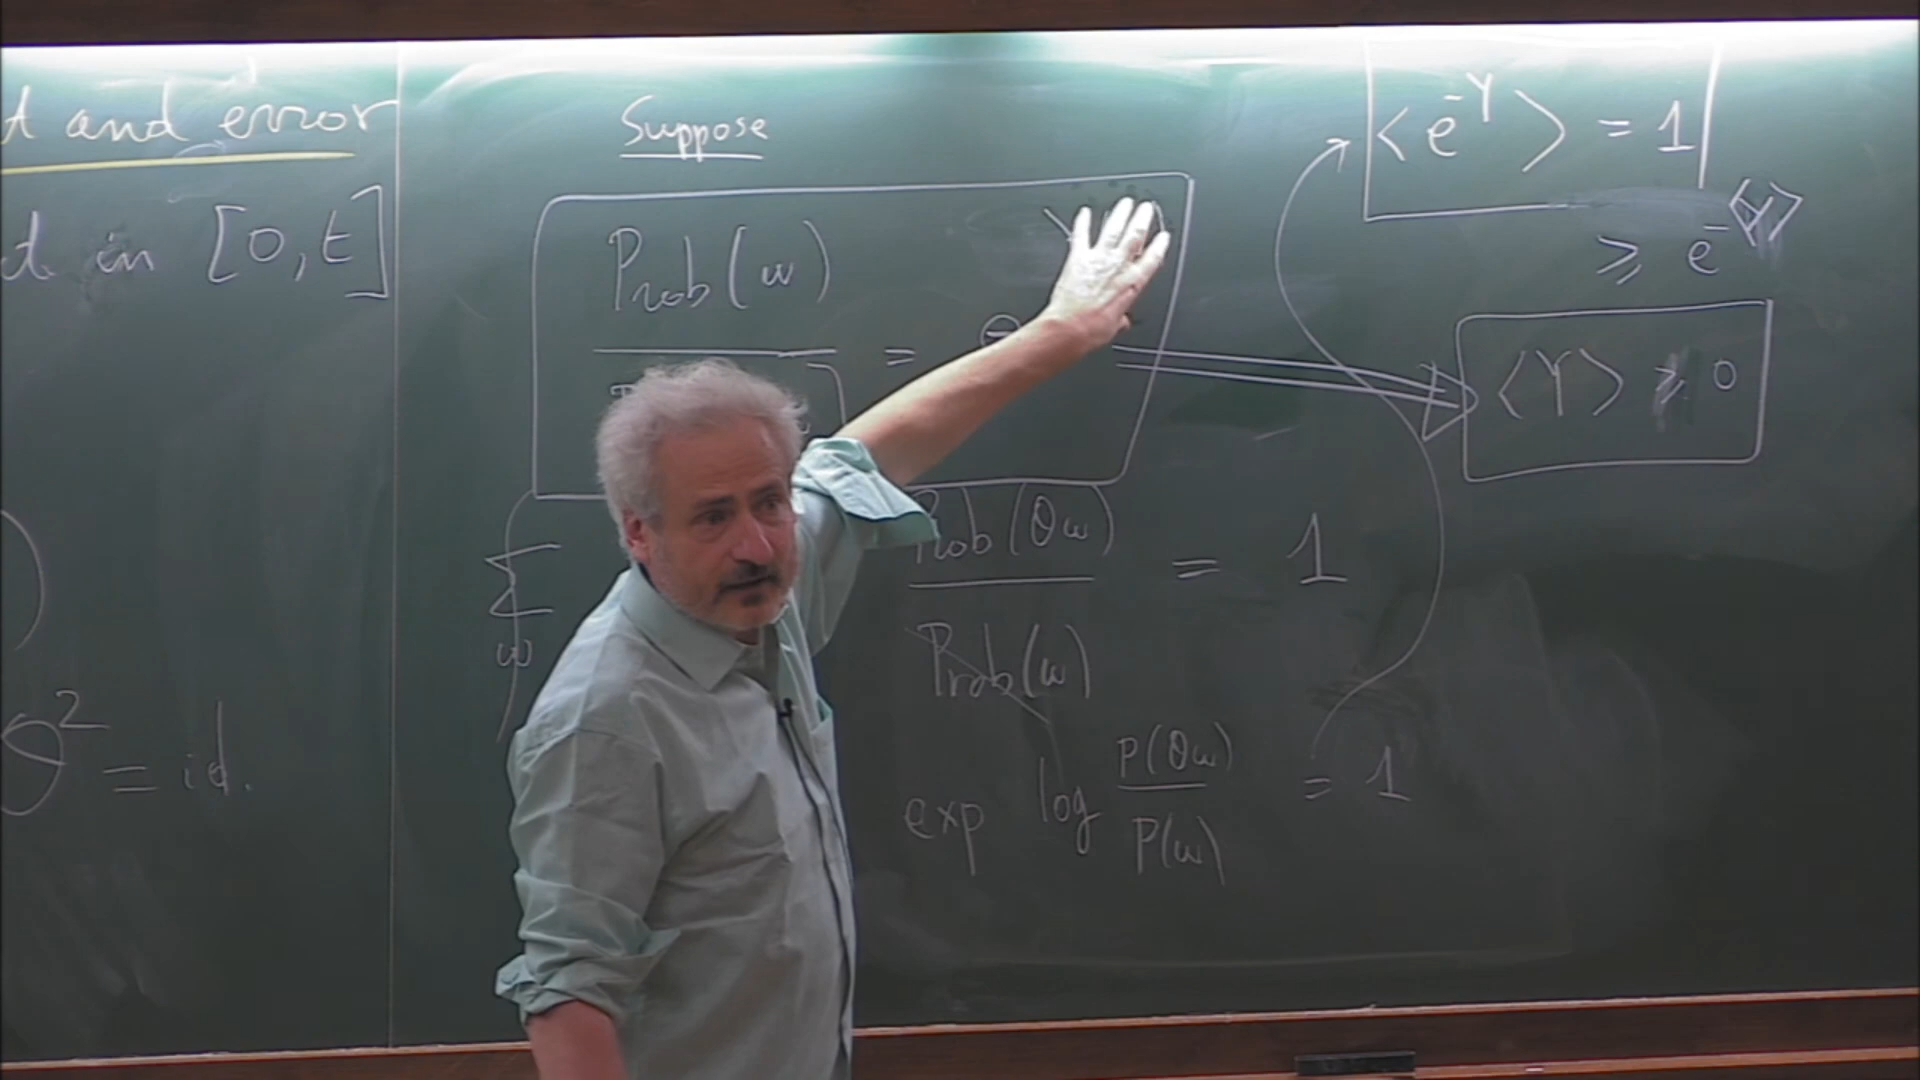 and error
in [0,t]
θ² = id.
Suppose
Prob(ω)
=
Σ
ω
Prob(θω)
Prob(ω)
= 1
exp log P(θω)
P(ω)
= 1
<e^-Y> = 1
≥ e^-<Y>
<Y> ≥ 0